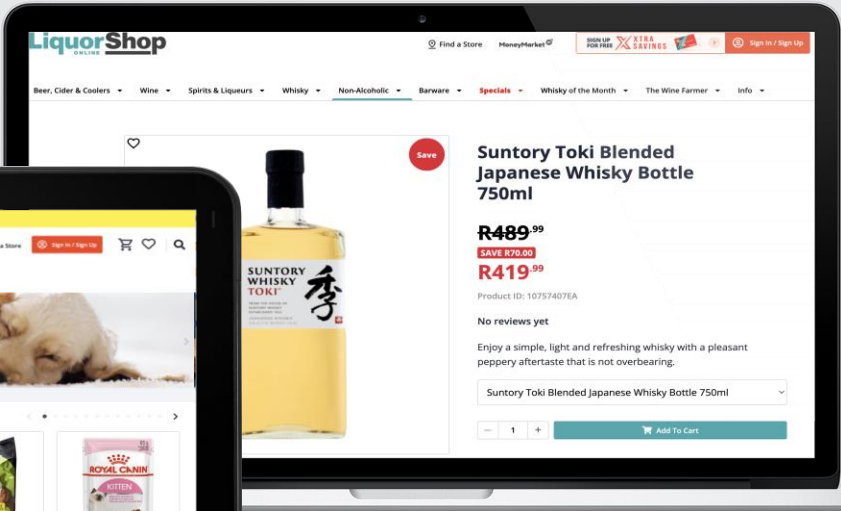 LiquorShop
ONLINE
Find a Store
MoneyMarket
SIGN UP
FOR FREE
XTRA
SAVINGS
Sign In / Sign Up
Beer, Cider & Coolers
Wine
Spirits & Liqueurs
Whisky
Non-Alcoholic
Barware
Specials
Whisky of the Month
The Wine Farmer
Info
Save
Suntory Toki Blended
Japanese Whisky Bottle
750ml
R489.99
SAVE R70.00
R419.99
Product ID: 10757407EA
No reviews yet
Enjoy a simple, light and refreshing whisky with a pleasant
peppery aftertaste that is not overbearing.
Suntory Toki Blended Japanese Whisky Bottle 750ml
1
Add To Cart
SUNTORY
WHISKY
TOKI
季
a Store
Sign In / Sign Up
ROYAL CANIN
KITTEN